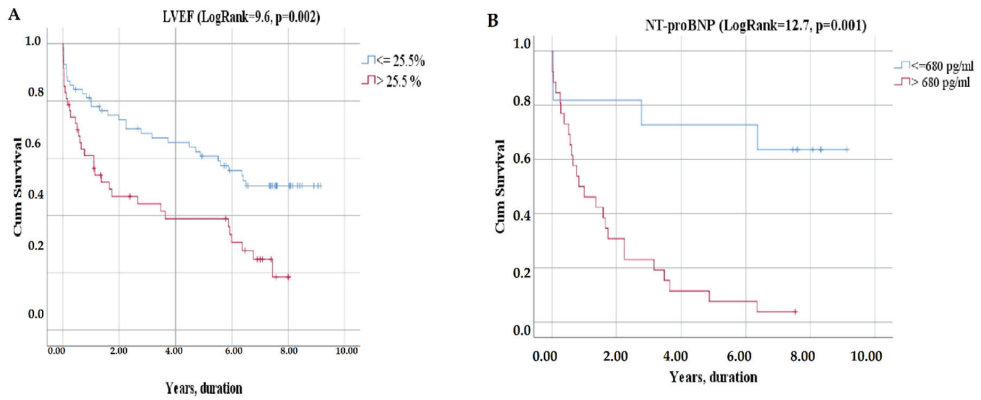 A
LVEF (LogRank=9.6, p=0.002)
1.0
0.8
0.6
0.4
0.2
0.0
Cum Survival
0.00 2.00 4.00 6.00 8.00 10.00
Years, duration
<= 25.5%
> 25.5 %
B
NT-proBNP (LogRank=12.7, p=0.001)
1.0
0.8
0.6
0.4
0.2
0.0
Cum Survival
0.00 2.00 4.00 6.00 8.00 10.00
Years, duration
<=680 pg/ml
> 680 pg/ml